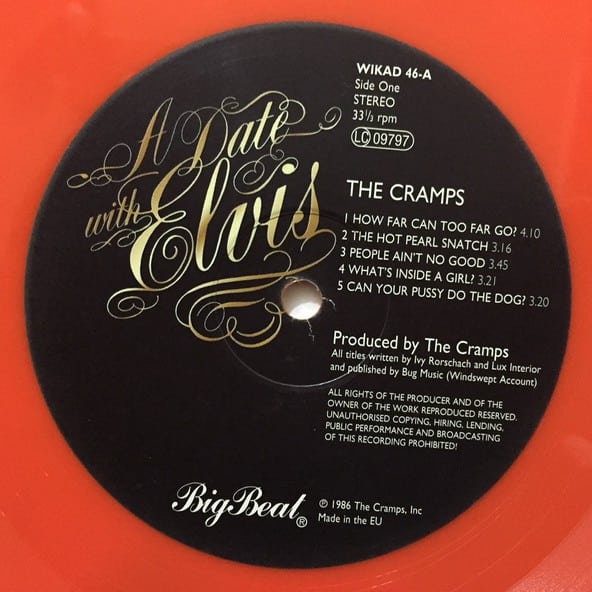 A Date
with Elvis
WIKAD 46-A
Side One
STEREO
33⅓ rpm
LC 09797
THE CRAMPS
1 HOW FAR CAN TOO FAR GO? 4.10
2 THE HOT PEARL SNATCH 3.16
3 PEOPLE AIN'T NO GOOD 3.45
4 WHAT'S INSIDE A GIRL? 3.21
5 CAN YOUR PUSSY DO THE DOG? 3.20
Produced by The Cramps
All titles written by Ivy Rorschach and Lux Interior
and published by Bug Music (Windswept Account)
ALL RIGHTS OF THE PRODUCER AND OF THE
OWNER OF THE WORK REPRODUCED RESERVED.
UNAUTHORISED COPYING, HIRING, LENDING,
PUBLIC PERFORMANCE AND BROADCASTING
OF THIS RECORDING PROHIBITED!
BigBeat®
℗ 1986 The Cramps, Inc
Made in the EU